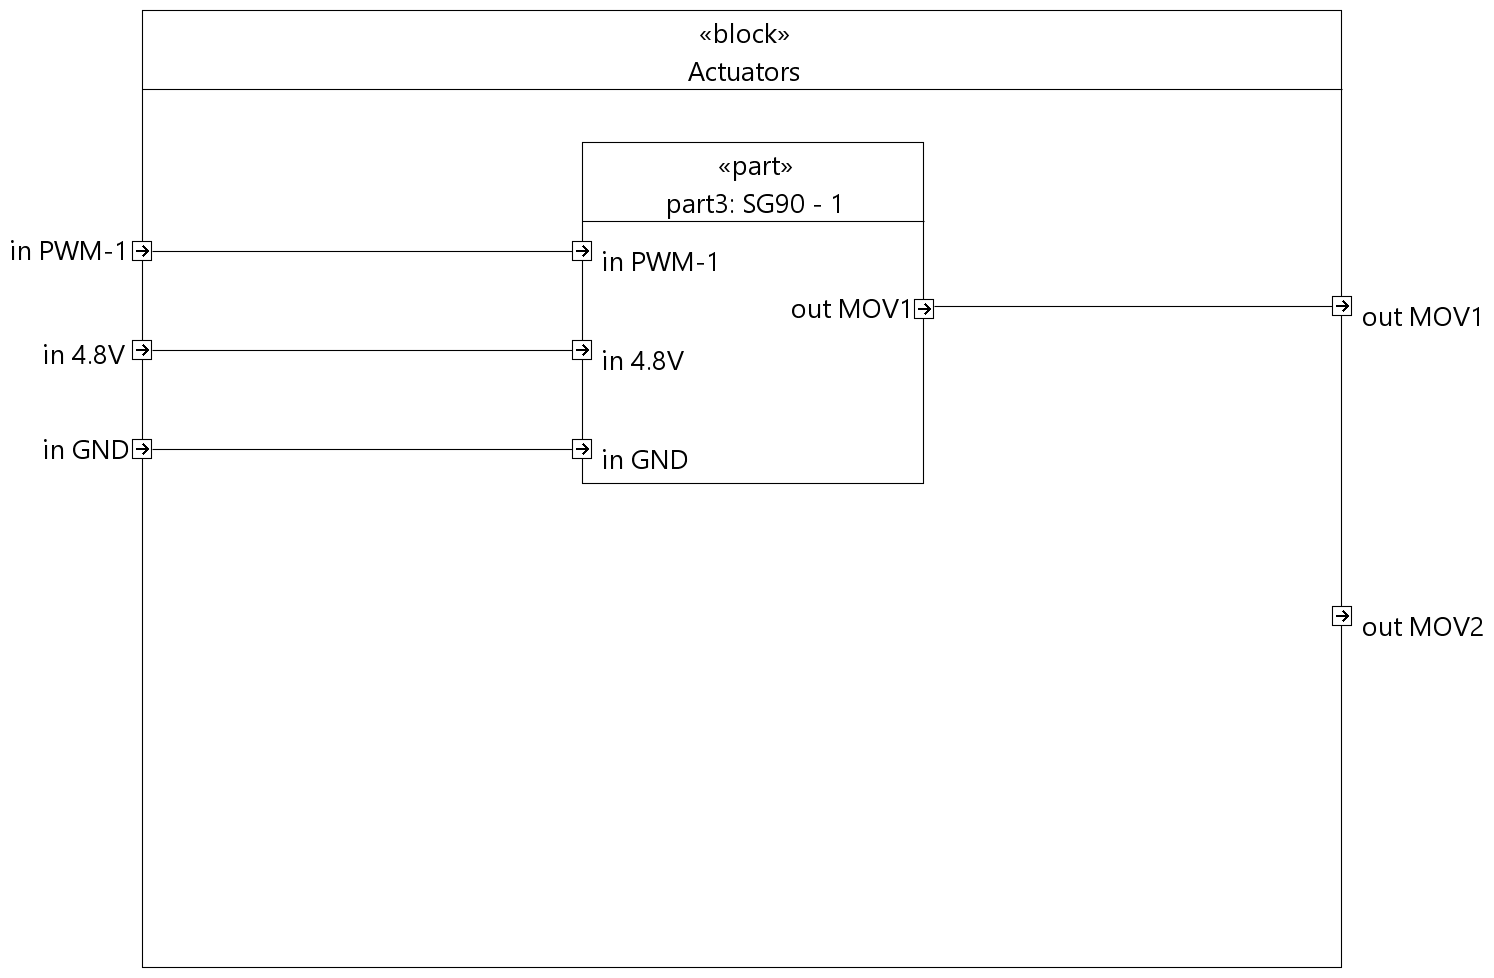 «block»
Actuators
«part»
part3: SG90 - 1
in PWM-1
in PWM-1
out MOV1
out MOV1
in 4.8V
in 4.8V
in GND
in GND
out MOV2